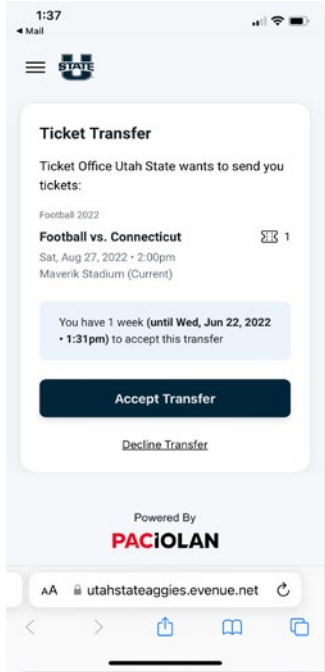 1:37
◀ Mail
U STATE
Ticket Transfer
Ticket Office Utah State wants to send you
tickets:
Football 2022
Football vs. Connecticut 1
Sat, Aug 27, 2022 • 2:00pm
Maverik Stadium (Current)
You have 1 week (until Wed, Jun 22, 2022
• 1:31pm) to accept this transfer
Accept Transfer
Decline Transfer
Powered By
PACiOLAN
AA utahstateaggies.evenue.net